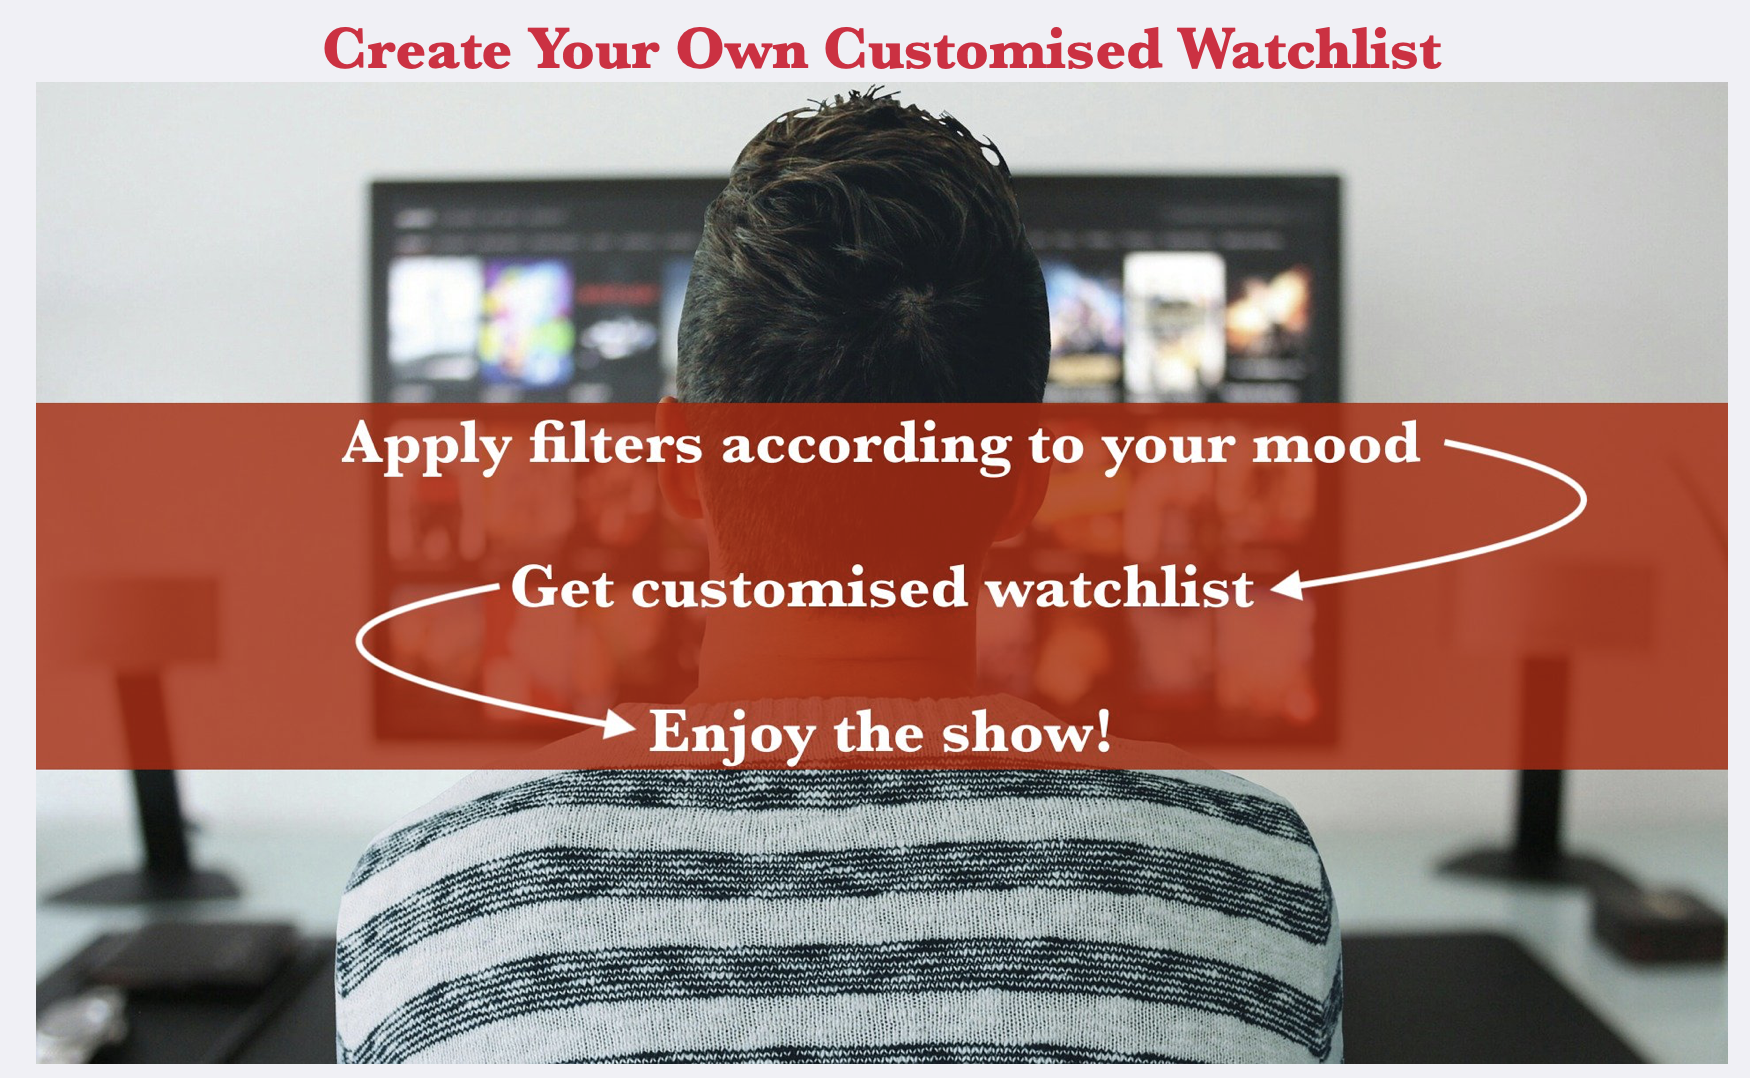 Create Your Own Customised Watchlist
Apply filters according to your mood
Get customised watchlist
Enjoy the show!